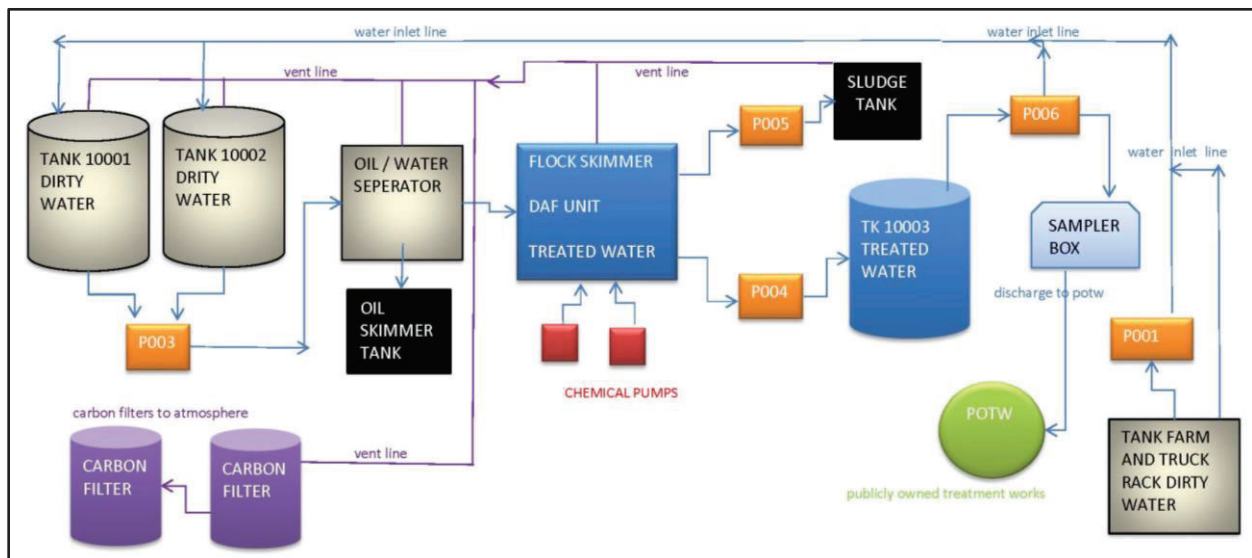 water inlet line
water inlet line
vent line
vent line
SLUDGE
TANK
P005
P006
TANK 10001
DIRTY
WATER
TANK 10002
DRITY
WATER
OIL / WATER
SEPERATOR
FLOCK SKIMMER
DAF UNIT
TREATED WATER
TK 10003
TREATED
WATER
water inlet line
SAMPLER
BOX
discharge to potw
P004
P003
OIL
SKIMMER
TANK
P001
CHEMICAL PUMPS
carbon filters to atmosphere
CARBON
FILTER
CARBON
FILTER
vent line
POTW
publicly owned treatment works
TANK FARM
AND TRUCK
RACK DIRTY
WATER